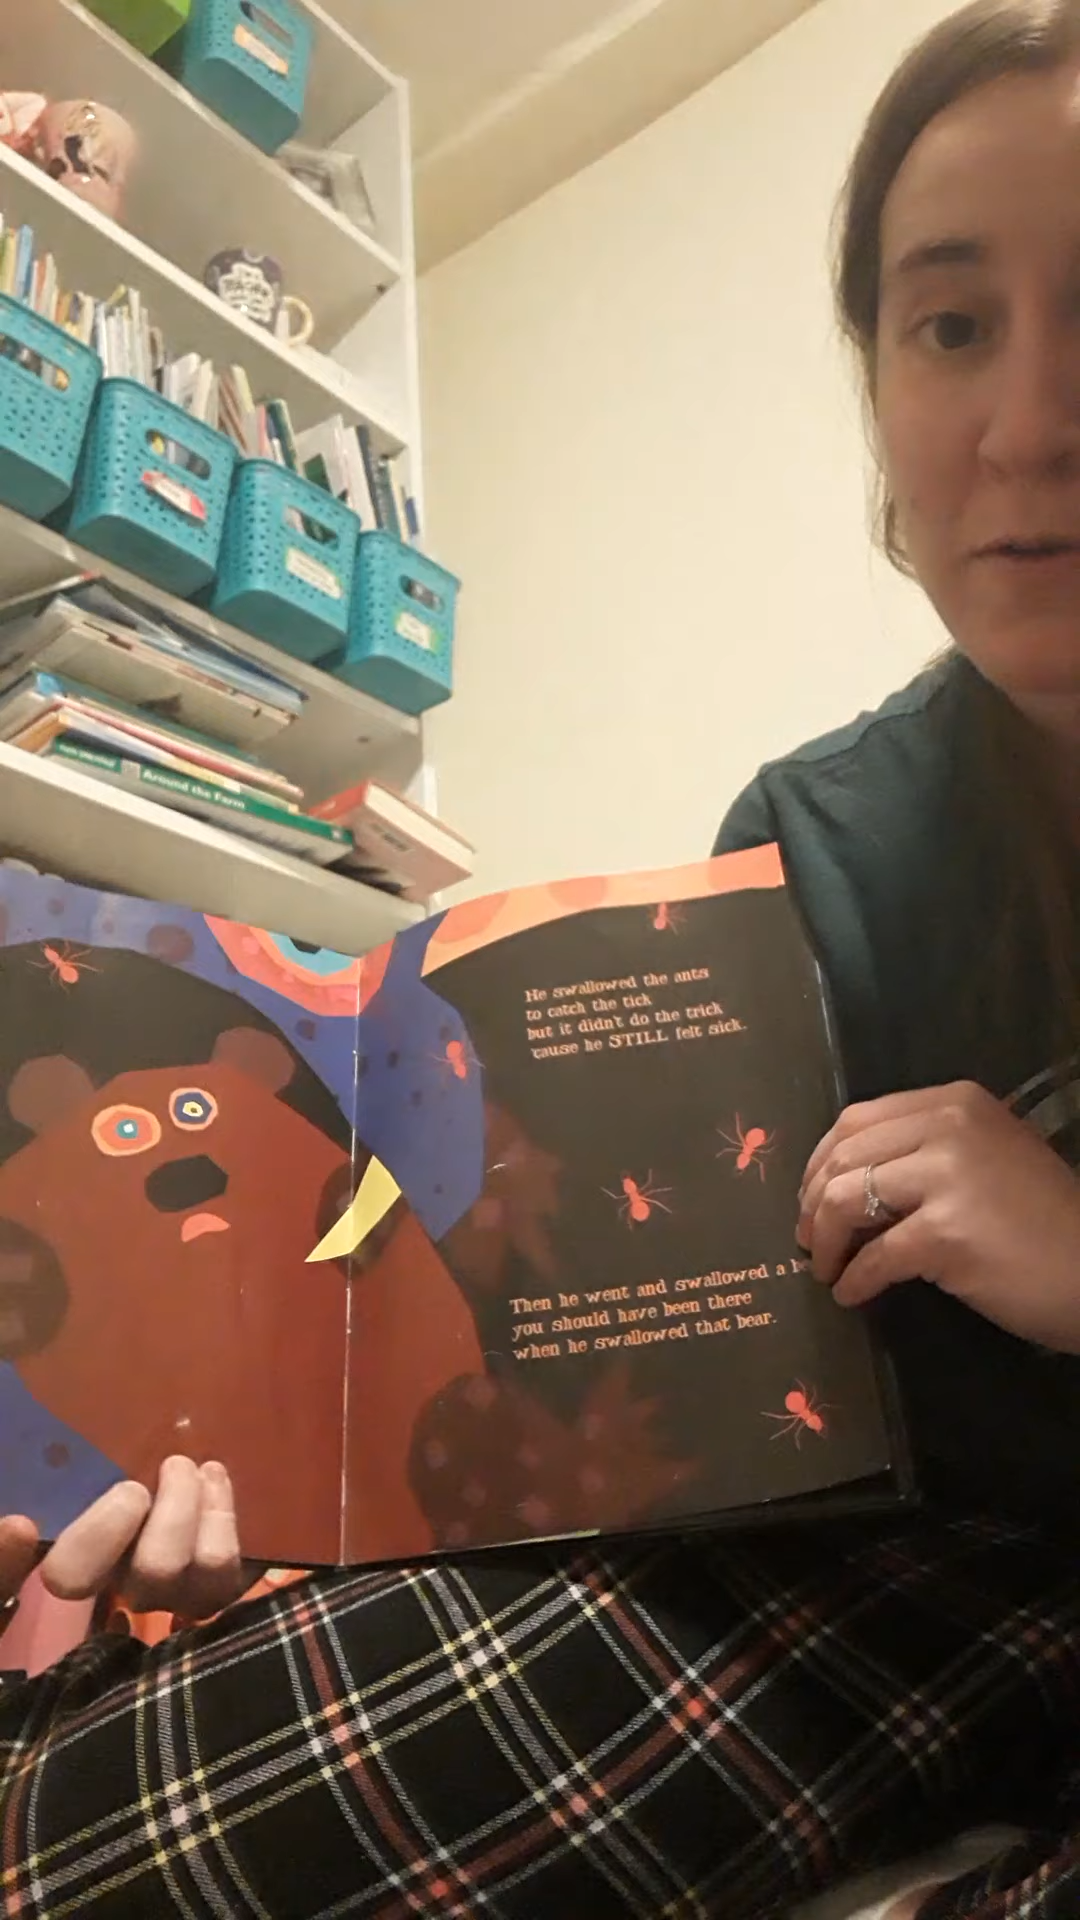 Around the Farm
He swallowed the ants
to catch the tick
but it didn't do the trick
'cause he STILL felt sick.
Then he went and swallowed a
you should have been there
when he swallowed that bear.